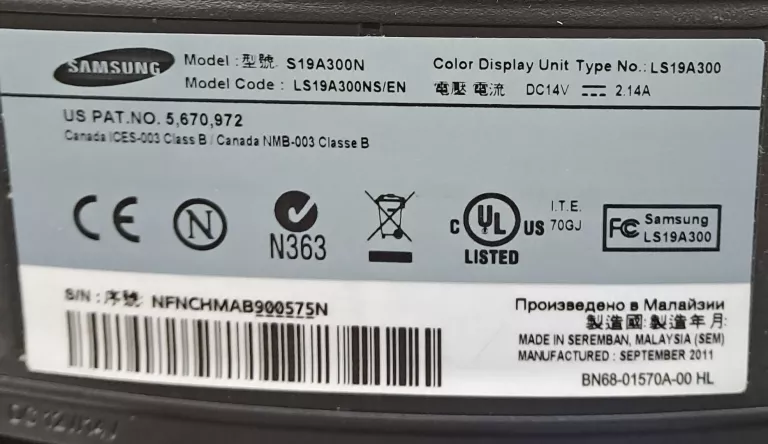 SAMSUNG
Model : 型號 S19A300N
Model Code : LS19A300NS/EN
Color Display Unit Type No.: LS19A300
電壓 電流 DC14V 2.14A
US PAT.NO. 5,670,972
Canada ICES-003 Class B / Canada NMB-003 Classe B
CE
N
N363
C UL US
LISTED
I.T.E.
70GJ
FC Samsung
LS19A300
S/N : 序號: NFNCHMAB900575N
Произведено в Малайзии
製造國: 製造年月:
MADE IN SEREMBAN, MALAYSIA (SEM)
MANUFACTURED : SEPTEMBER 2011
BN68-01570A-00 HL
DC 12V/14V